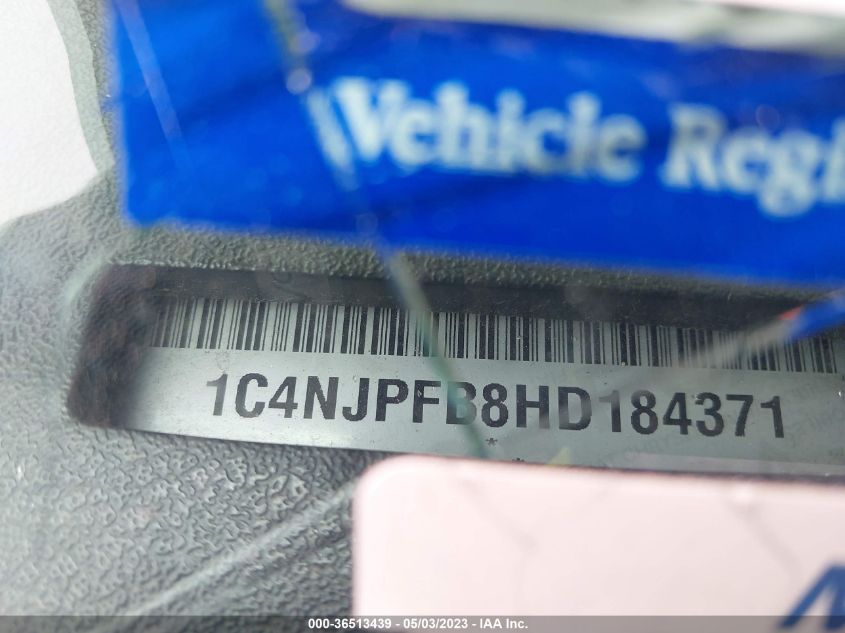 Vehicle Regi
1C4NJPFB8HD184371
* *
000-36513439 - 05/03/2023 - IAA Inc.